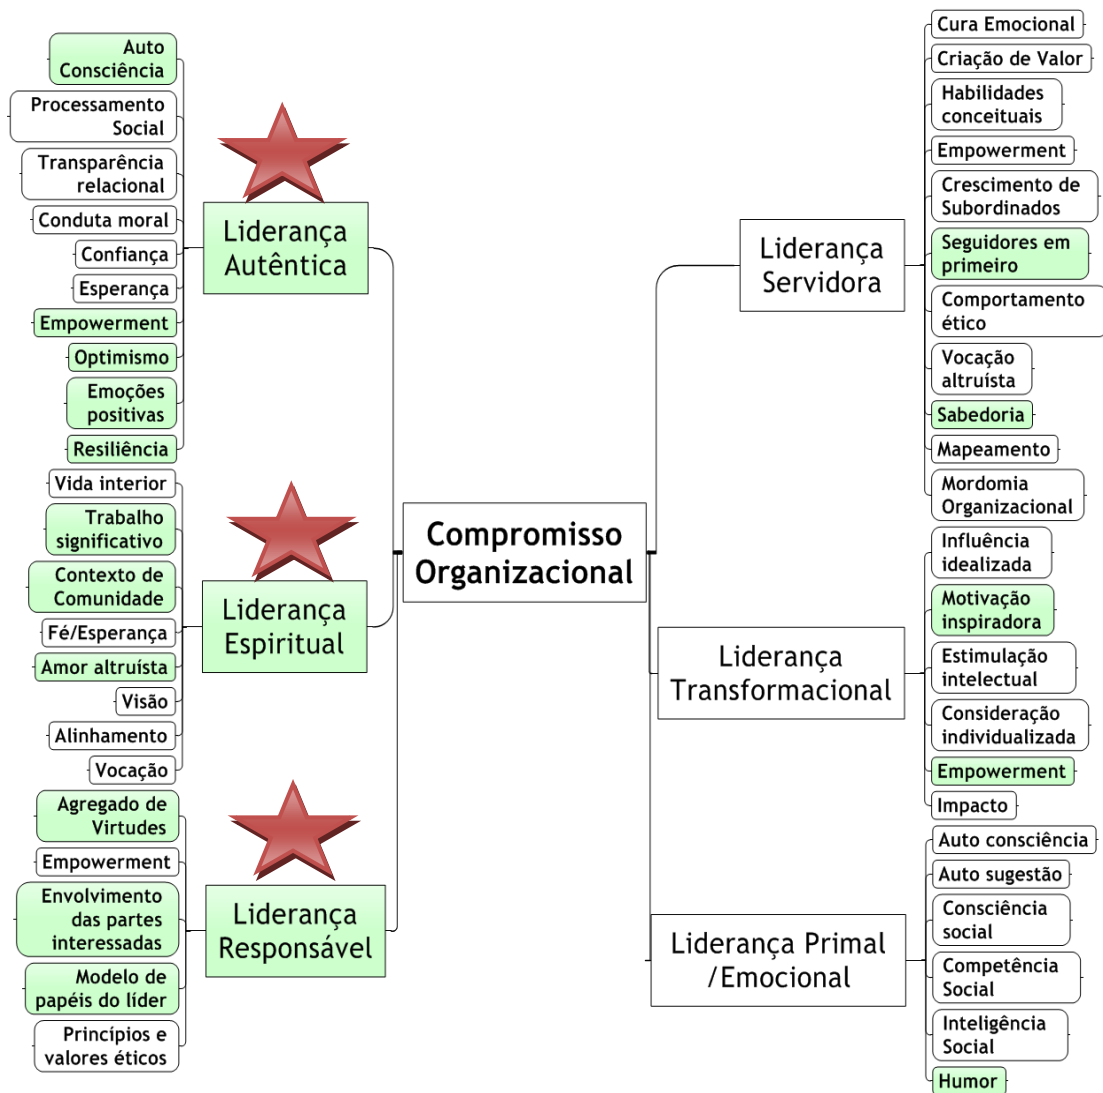 Compromisso
Organizacional
Liderança
Autêntica
Auto
Consciência
Processamento
Social
Transparência
relacional
Conduta moral
Confiança
Esperança
Empowerment
Optimismo
Emoções
positivas
Resiliência
Liderança
Espiritual
Vida interior
Trabalho
significativo
Contexto de
Comunidade
Fé/Esperança
Amor altruísta
Visão
Alinhamento
Vocação
Liderança
Responsável
Agregado de
Virtudes
Empowerment
Envolvimento
das partes
interessadas
Modelo de
papéis do líder
Princípios e
valores éticos
Liderança
Servidora
Cura Emocional
Criação de Valor
Habilidades
conceituais
Empowerment
Crescimento de
Subordinados
Seguidores em
primeiro
Comportamento
ético
Vocação
altruísta
Sabedoria
Mapeamento
Mordomia
Organizacional
Liderança
Transformacional
Influência
idealizada
Motivação
inspiradora
Estimulação
intelectual
Consideração
individualizada
Empowerment
Impacto
Liderança Primal
/Emocional
Auto consciência
Auto sugestão
Consciência
social
Competência
Social
Inteligência
Social
Humor